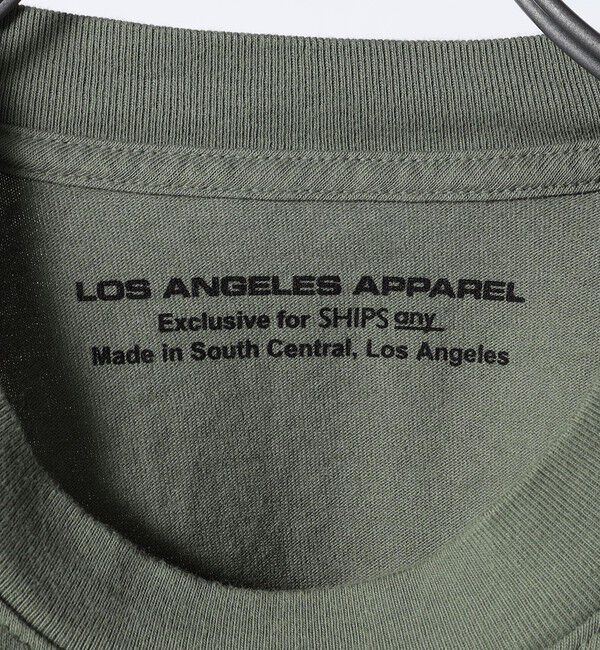 LOS ANGELES APPAREL
Exclusive for SHIPS any
Made in South Central, Los Angeles